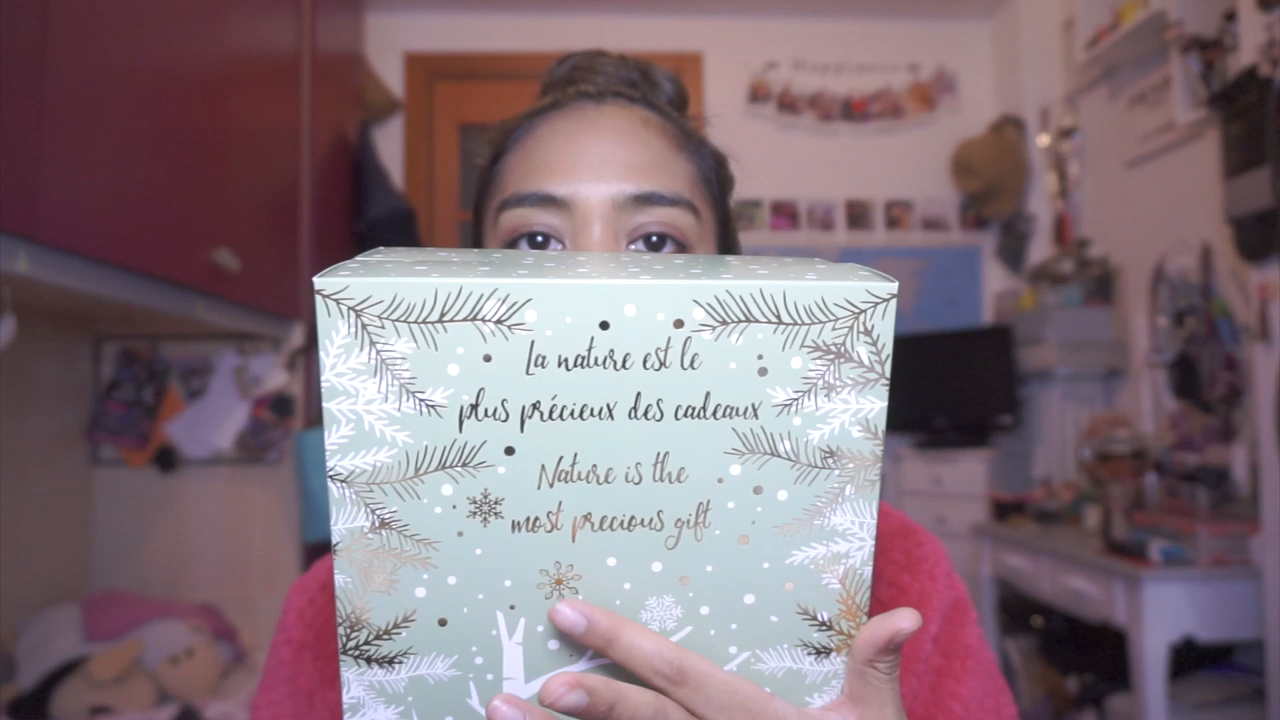 La nature est le
plus précieux des cadeaux
Nature is the
most precious gift